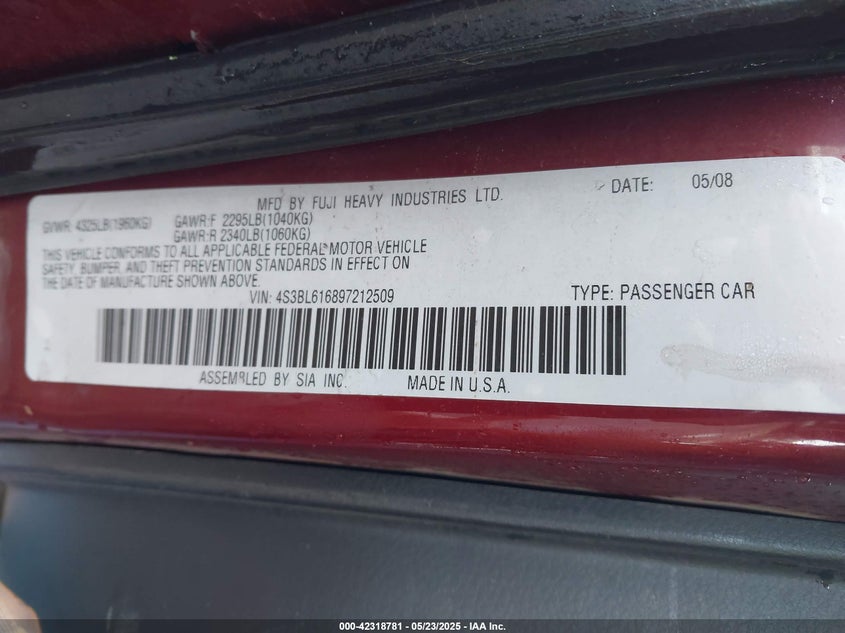 MFD BY FUJI HEAVY INDUSTRIES LTD. DATE: 05/08
GVWR: 4325LB(1960KG) GAWR:F 2295LB(1040KG)
GAWR:R 2340LB(1060KG)
THIS VEHICLE CONFORMS TO ALL APPLICABLE FEDERAL MOTOR VEHICLE
SAFETY, BUMPER, AND THEFT PREVENTION STANDARDS IN EFFECT ON
THE DATE OF MANUFACTURE SHOWN ABOVE.
VIN: 4S3BL616897212509 TYPE: PASSENGER CAR
ASSEMBLED BY SIA INC. MADE IN U.S.A.
000-42318781 - 05/23/2025 - IAA Inc.